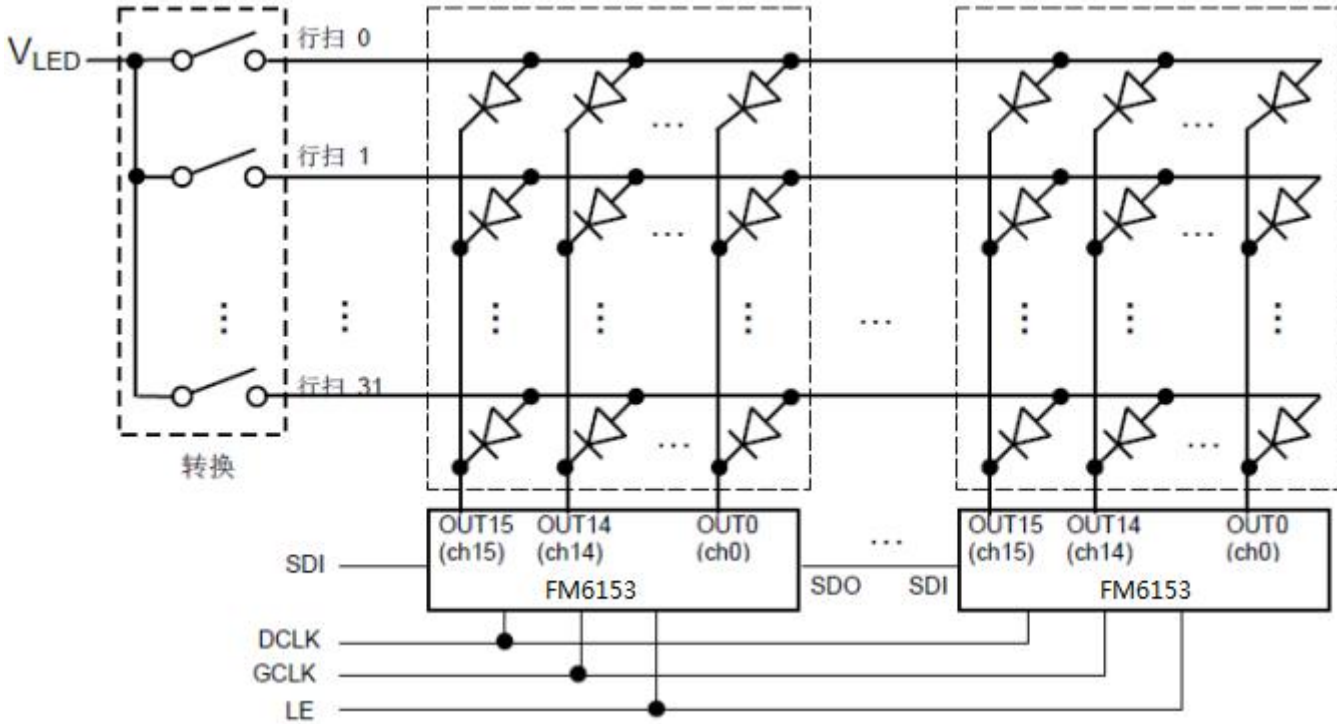 VLED
行扫 0
行扫 1
行扫 31
转换
... ...
... ...
⋮ ⋮ ⋮ ⋮ ⋮ ... ⋮ ⋮ ⋮
... ...
OUT15 OUT14 OUT0 ... OUT15 OUT14 OUT0
(ch15) (ch14) (ch0) (ch15) (ch14) (ch0)
SDI SDO SDI
FM6153 FM6153
DCLK
GCLK
LE